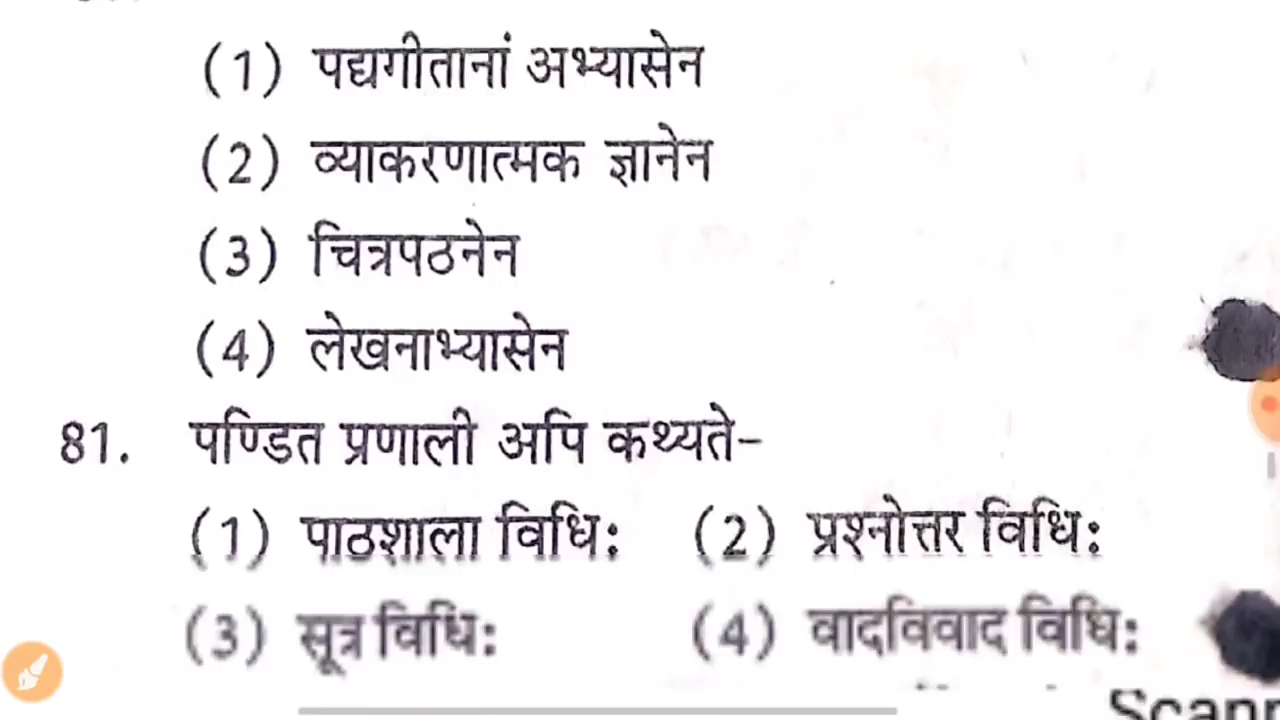 (1) पद्यगीतानां अभ्यासेन
(2) व्याकरणात्मक ज्ञानेन
(3) चित्रपठनेन
(4) लेखनाभ्यासेन
81. पण्डित प्रणाली अपि कथ्यते-
(1) पाठशाला विधि: (2) प्रश्नोत्तर विधि:
(3) सूत्र विधि: (4) वादविवाद विधि: